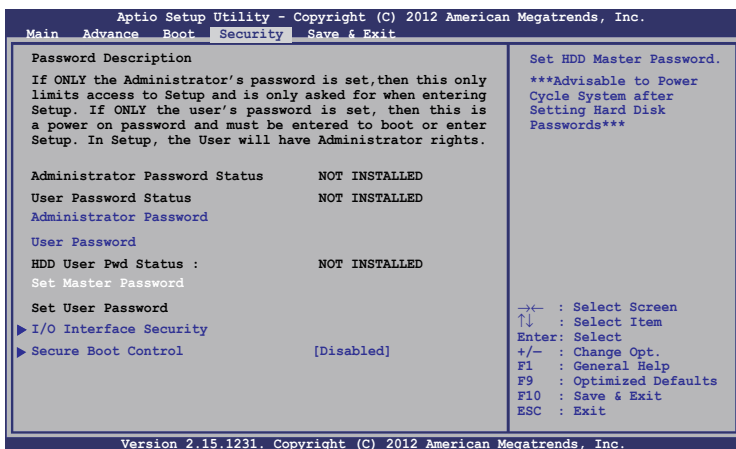 Aptio Setup Utility - Copyright (C) 2012 American Megatrends, Inc.
Main Advance Boot Security Save & Exit
Password Description
If ONLY the Administrator's password is set,then this only
limits access to Setup and is only asked for when entering
Setup. If ONLY the user's password is set, then this is
a power on password and must be entered to boot or enter
Setup. In Setup, the User will have Administrator rights.
Administrator Password Status NOT INSTALLED
User Password Status NOT INSTALLED
Administrator Password
User Password
HDD User Pwd Status : NOT INSTALLED
Set Master Password
Set User Password
I/O Interface Security
Secure Boot Control [Disabled]
Set HDD Master Password.
***Advisable to Power
Cycle System after
Setting Hard Disk
Passwords***
→← : Select Screen
↑↓ : Select Item
Enter: Select
+/— : Change Opt.
F1 : General Help
F9 : Optimized Defaults
F10 : Save & Exit
ESC : Exit
Version 2.15.1231. Copyright (C) 2012 American Megatrends, Inc.